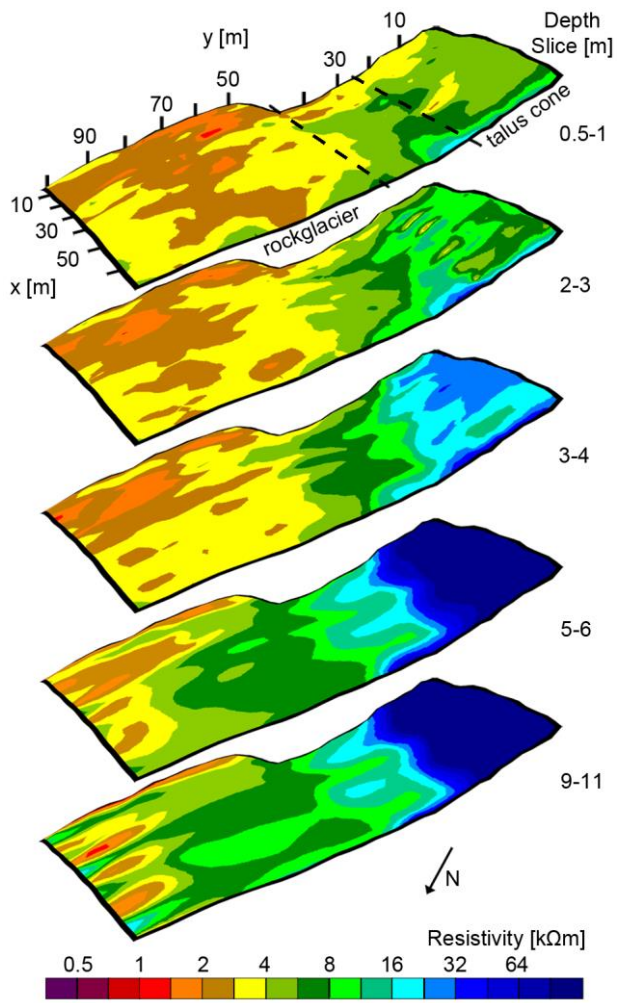 Depth
Slice [m]
y [m]
10
30
50
70
90
talus cone
0.5-1
10
30
50
x [m]
rockglacier
2-3
3-4
5-6
9-11
N
Resistivity [kΩm]
0.5 1 2 4 8 16 32 64